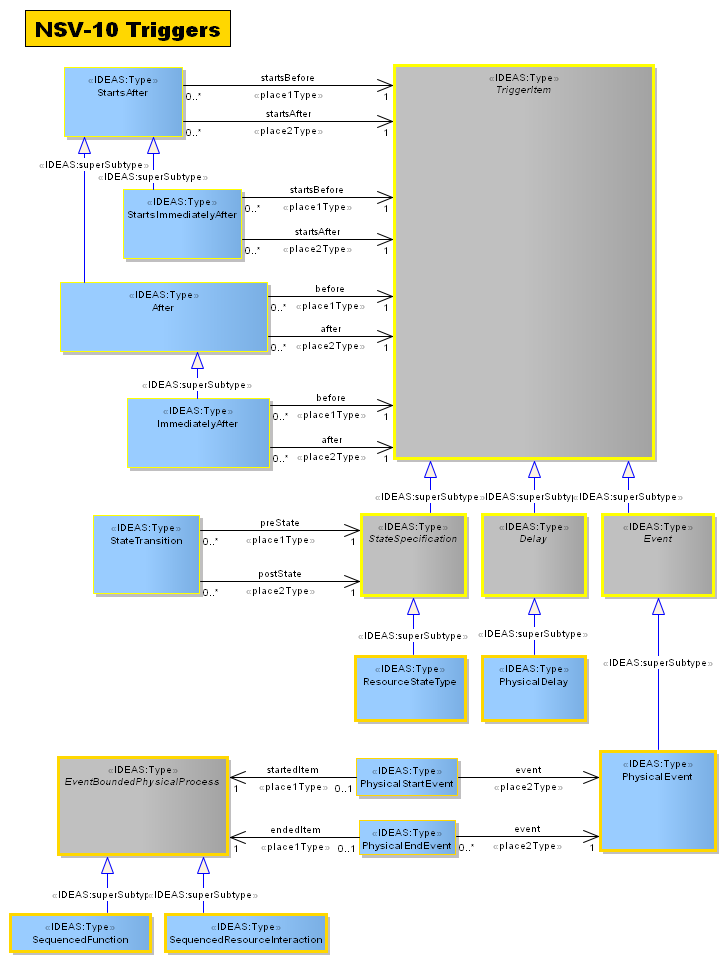 NSV-10 Triggers
«IDEAS:Type»
StartsAfter
startsBefore
0..*
«place1Type»
1
startsAfter
0..*
«place2Type»
1
«IDEAS:Type»
TriggerItem
«IDEAS:superSubtype»
«IDEAS:superSubtype»
«IDEAS:Type»
StartsImmediatelyAfter
startsBefore
0..*
«place1Type»
1
startsAfter
0..*
«place2Type»
1
«IDEAS:Type»
After
before
0..*
«place1Type»
1
after
0..*
«place2Type»
1
«IDEAS:superSubtype»
«IDEAS:Type»
ImmediatelyAfter
before
0..*
«place1Type»
1
after
0..*
«place2Type»
1
«IDEAS:superSubtype»
«IDEAS:superSubtype»
«IDEAS:superSubtype»
«IDEAS:Type»
StateTransition
preState
0..*
«place1Type»
1
postState
0..*
«place2Type»
1
«IDEAS:Type»
StateSpecification
«IDEAS:Type»
Delay
«IDEAS:Type»
Event
«IDEAS:superSubtype»
«IDEAS:superSubtype»
«IDEAS:superSubtype»
«IDEAS:Type»
ResourceStateType
«IDEAS:Type»
PhysicalDelay
«IDEAS:Type»
EventBoundedPhysicalProcess
startedItem
1
«place1Type»
0..1
«IDEAS:Type»
PhysicalStartEvent
event
«place2Type»
«IDEAS:Type»
PhysicalEvent
endedItem
1
«place1Type»
0..1
«IDEAS:Type»
PhysicalEndEvent
event
0..*
«place2Type»
1
«IDEAS:superSubtype»
«IDEAS:superSubtype»
«IDEAS:Type»
SequencedFunction
«IDEAS:Type»
SequencedResourceInteraction